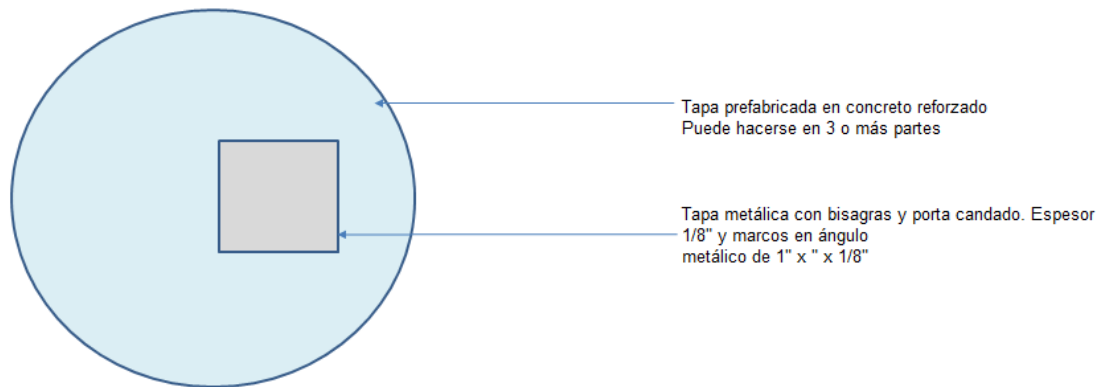 Tapa prefabricada en concreto reforzado
Puede hacerse en 3 o más partes
Tapa metálica con bisagras y porta candado. Espesor
1/8" y marcos en ángulo
metálico de 1" x " x 1/8"